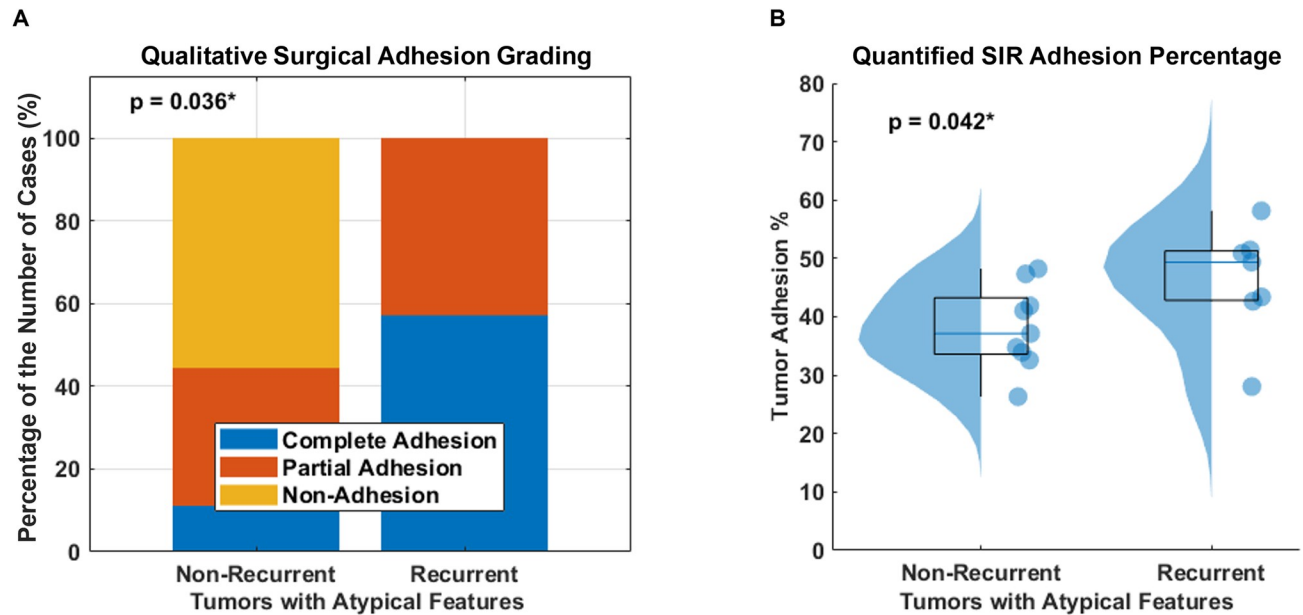 A
Qualitative Surgical Adhesion Grading
p = 0.036*
Percentage of the Number of Cases (%)
100
80
60
40
20
0
Complete Adhesion
Partial Adhesion
Non-Adhesion
Non-Recurrent
Recurrent
Tumors with Atypical Features
B
Quantified SIR Adhesion Percentage
p = 0.042*
Tumor Adhesion %
80
70
60
50
40
30
20
10
0
Non-Recurrent
Recurrent
Tumors with Atypical Features